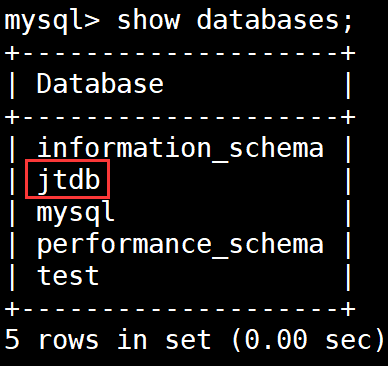 mysql> show databases;
+--------------------+
| Database           |
+--------------------+
| information_schema |
| jtdb               |
| mysql              |
| performance_schema |
| test               |
+--------------------+
5 rows in set (0.00 sec)